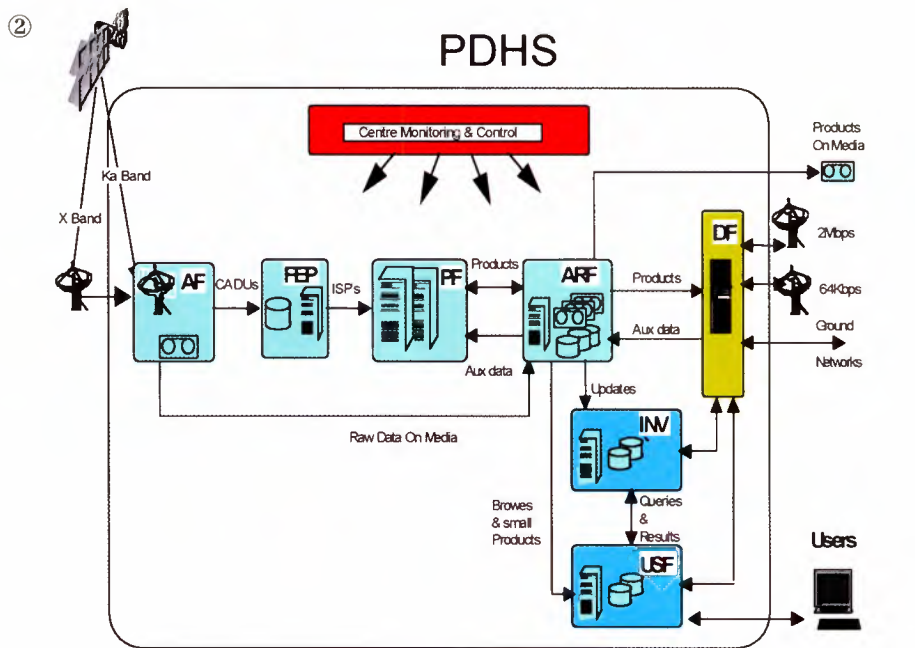 ②
PDHS
Centre Monitoring & Control
Products
On Media
Ka Band
X Band
DF
2Mbps
AF
CADUs
FEP
ISP's
PF
Products
ARF
Products
64Kbps
Aux data
Aux data
Ground
Networks
Updates
Raw Data On Media
INV
Browes
& small
Products
Queries
&
Results
USF
Users